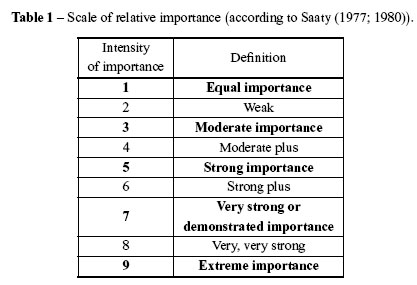 Table 1 – Scale of relative importance (according to Saaty (1977; 1980)).
Intensity
of importance
Definition
1 Equal importance
2 Weak
3 Moderate importance
4 Moderate plus
5 Strong importance
6 Strong plus
7 Very strong or
demonstrated importance
8 Very, very strong
9 Extreme importance